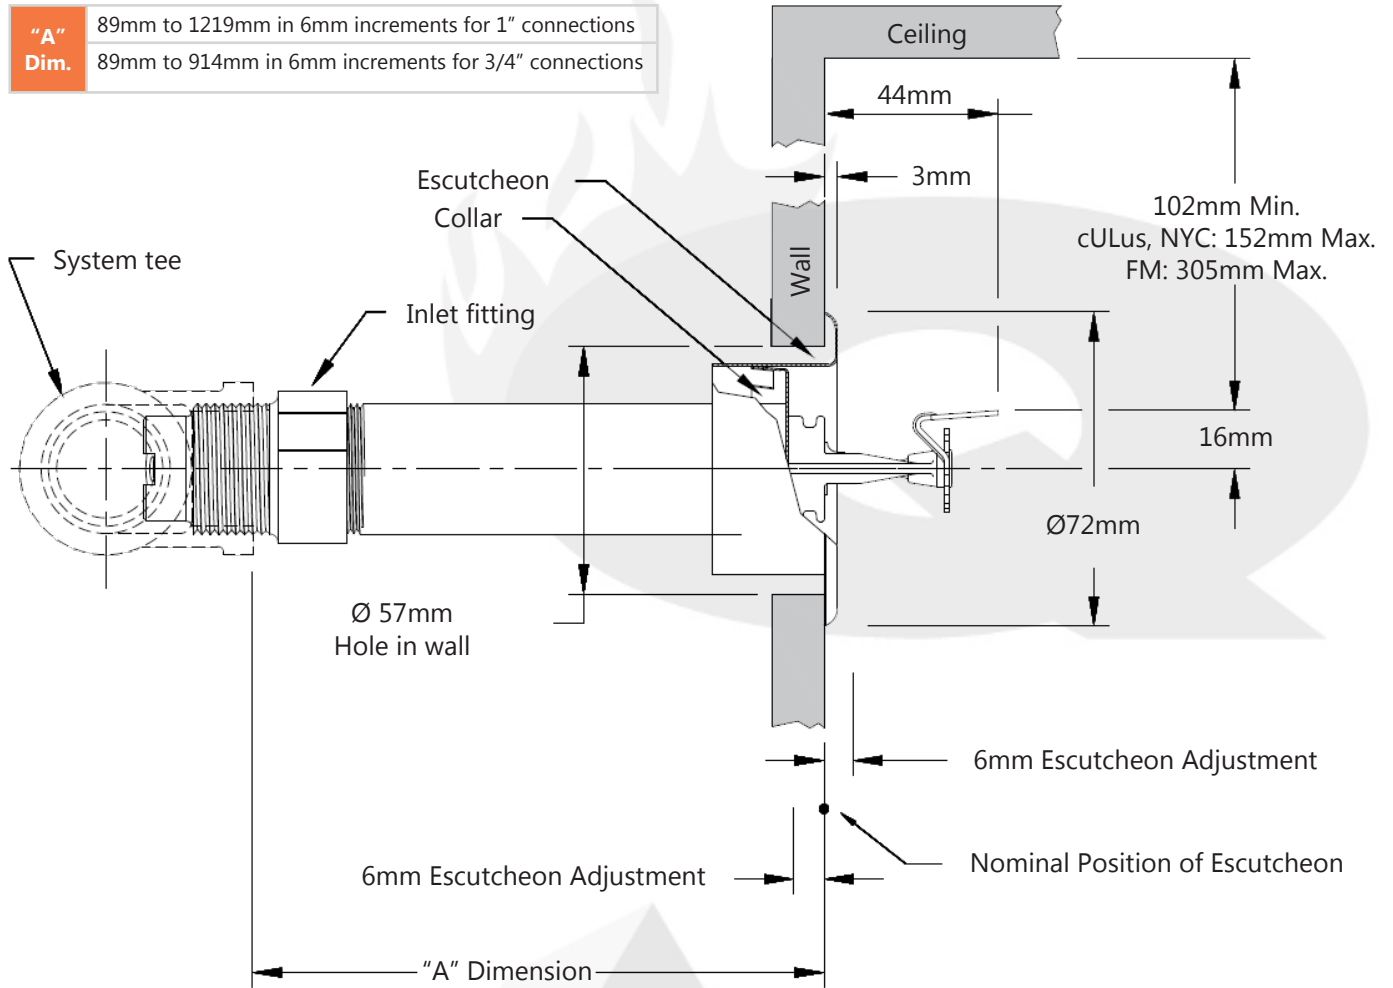 “A”
Dim.
89mm to 1219mm in 6mm increments for 1” connections
89mm to 914mm in 6mm increments for 3/4” connections
Ceiling
44mm
3mm
Escutcheon
Collar
Wall
102mm Min.
cULus, NYC: 152mm Max.
FM: 305mm Max.
System tee
Inlet fitting
16mm
Ø72mm
Ø 57mm
Hole in wall
6mm Escutcheon Adjustment
Nominal Position of Escutcheon
6mm Escutcheon Adjustment
“A” Dimension